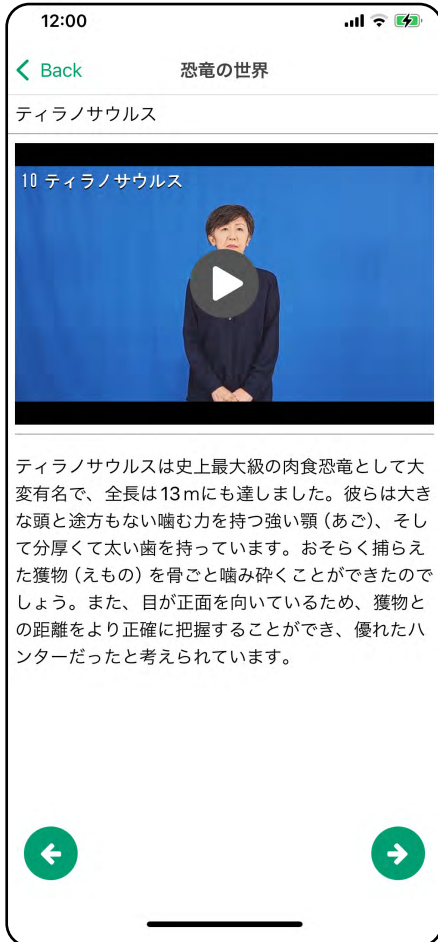 12:00
Back
恐竜の世界
ティラノサウルス
10 ティラノサウルス
ティラノサウルスは史上最大級の肉食恐竜として大
変有名で、全長は13mにも達しました。彼らは大き
な頭と途方もない噛む力を持つ強い顎（あご）、そし
て分厚くて太い歯を持っています。おそらく捕らえ
た獲物（えもの）を骨ごと噛み砕くことができたので
しょう。また、目が正面を向いているため、獲物と
の距離をより正確に把握することができ、優れたハ
ンターだったと考えられています。